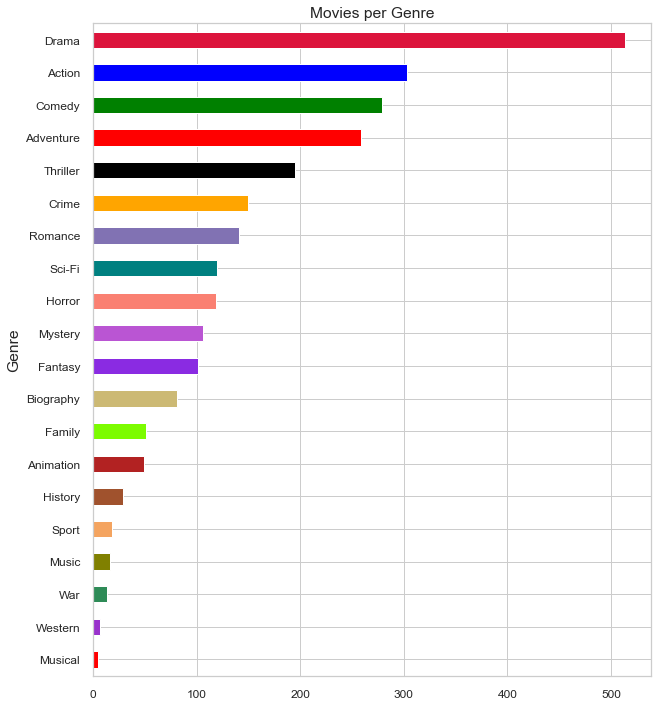 Movies per Genre
Genre
Drama
Action
Comedy
Adventure
Thriller
Crime
Romance
Sci-Fi
Horror
Mystery
Fantasy
Biography
Family
Animation
History
Sport
Music
War
Western
Musical
0 100 200 300 400 500